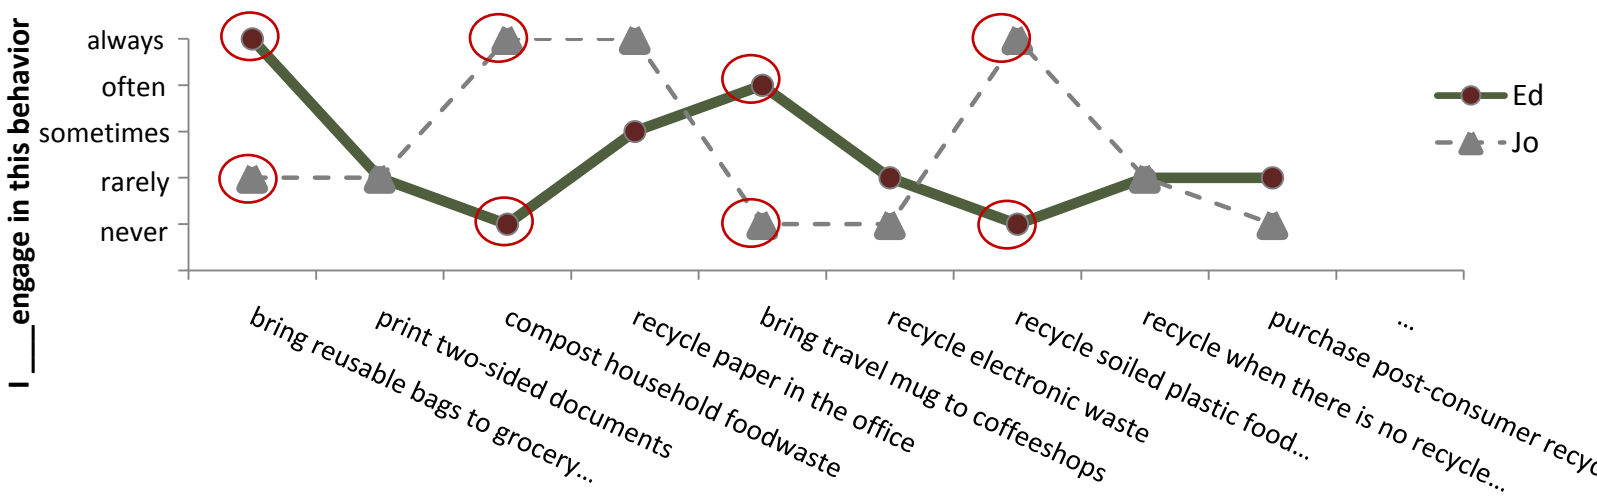 I ___engage in this behavior
always
often
sometimes
rarely
never
bring reusable bags to grocery...
print two-sided documents
compost household foodwaste
recycle paper in the office
bring travel mug to coffeeshops
recycle electronic waste
recycle soiled plastic food...
recycle when there is no recycle...
purchase post-consumer recyc
...
Ed
Jo